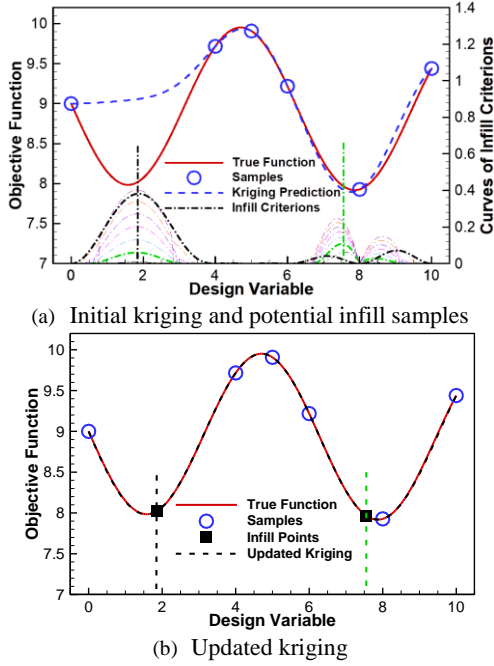 10
9.5
9
8.5
8
7.5
7
Objective Function
1.4
1.2
1
0.8
0.6
0.4
0.2
0
Curves of Infill Criterions
True Function
Samples
Kriging Prediction
Infill Criterions
0 2 4 6 8 10
Design Variable
(a) Initial kriging and potential infill samples
10
9.5
9
8.5
8
7.5
7
Objective Function
True Function
Samples
Infill Points
Updated Kriging
0 2 4 6 8 10
Design Variable
(b) Updated kriging